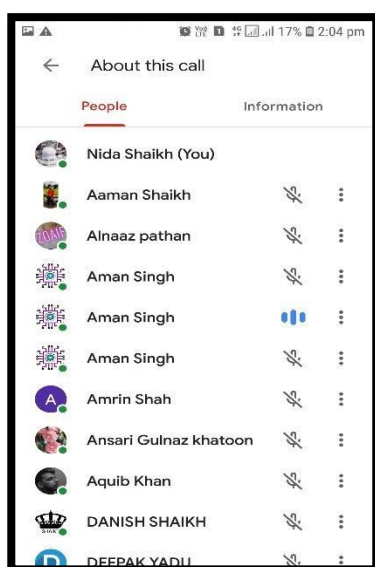 17% 2:04 pm
About this call
People Information
Nida Shaikh (You)
Aaman Shaikh
Alnaaz pathan
Aman Singh
Aman Singh
Aman Singh
A Amrin Shah
Ansari Gulnaz khatoon
Aquib Khan
DANISH SHAIKH
D DEEPAK YADU